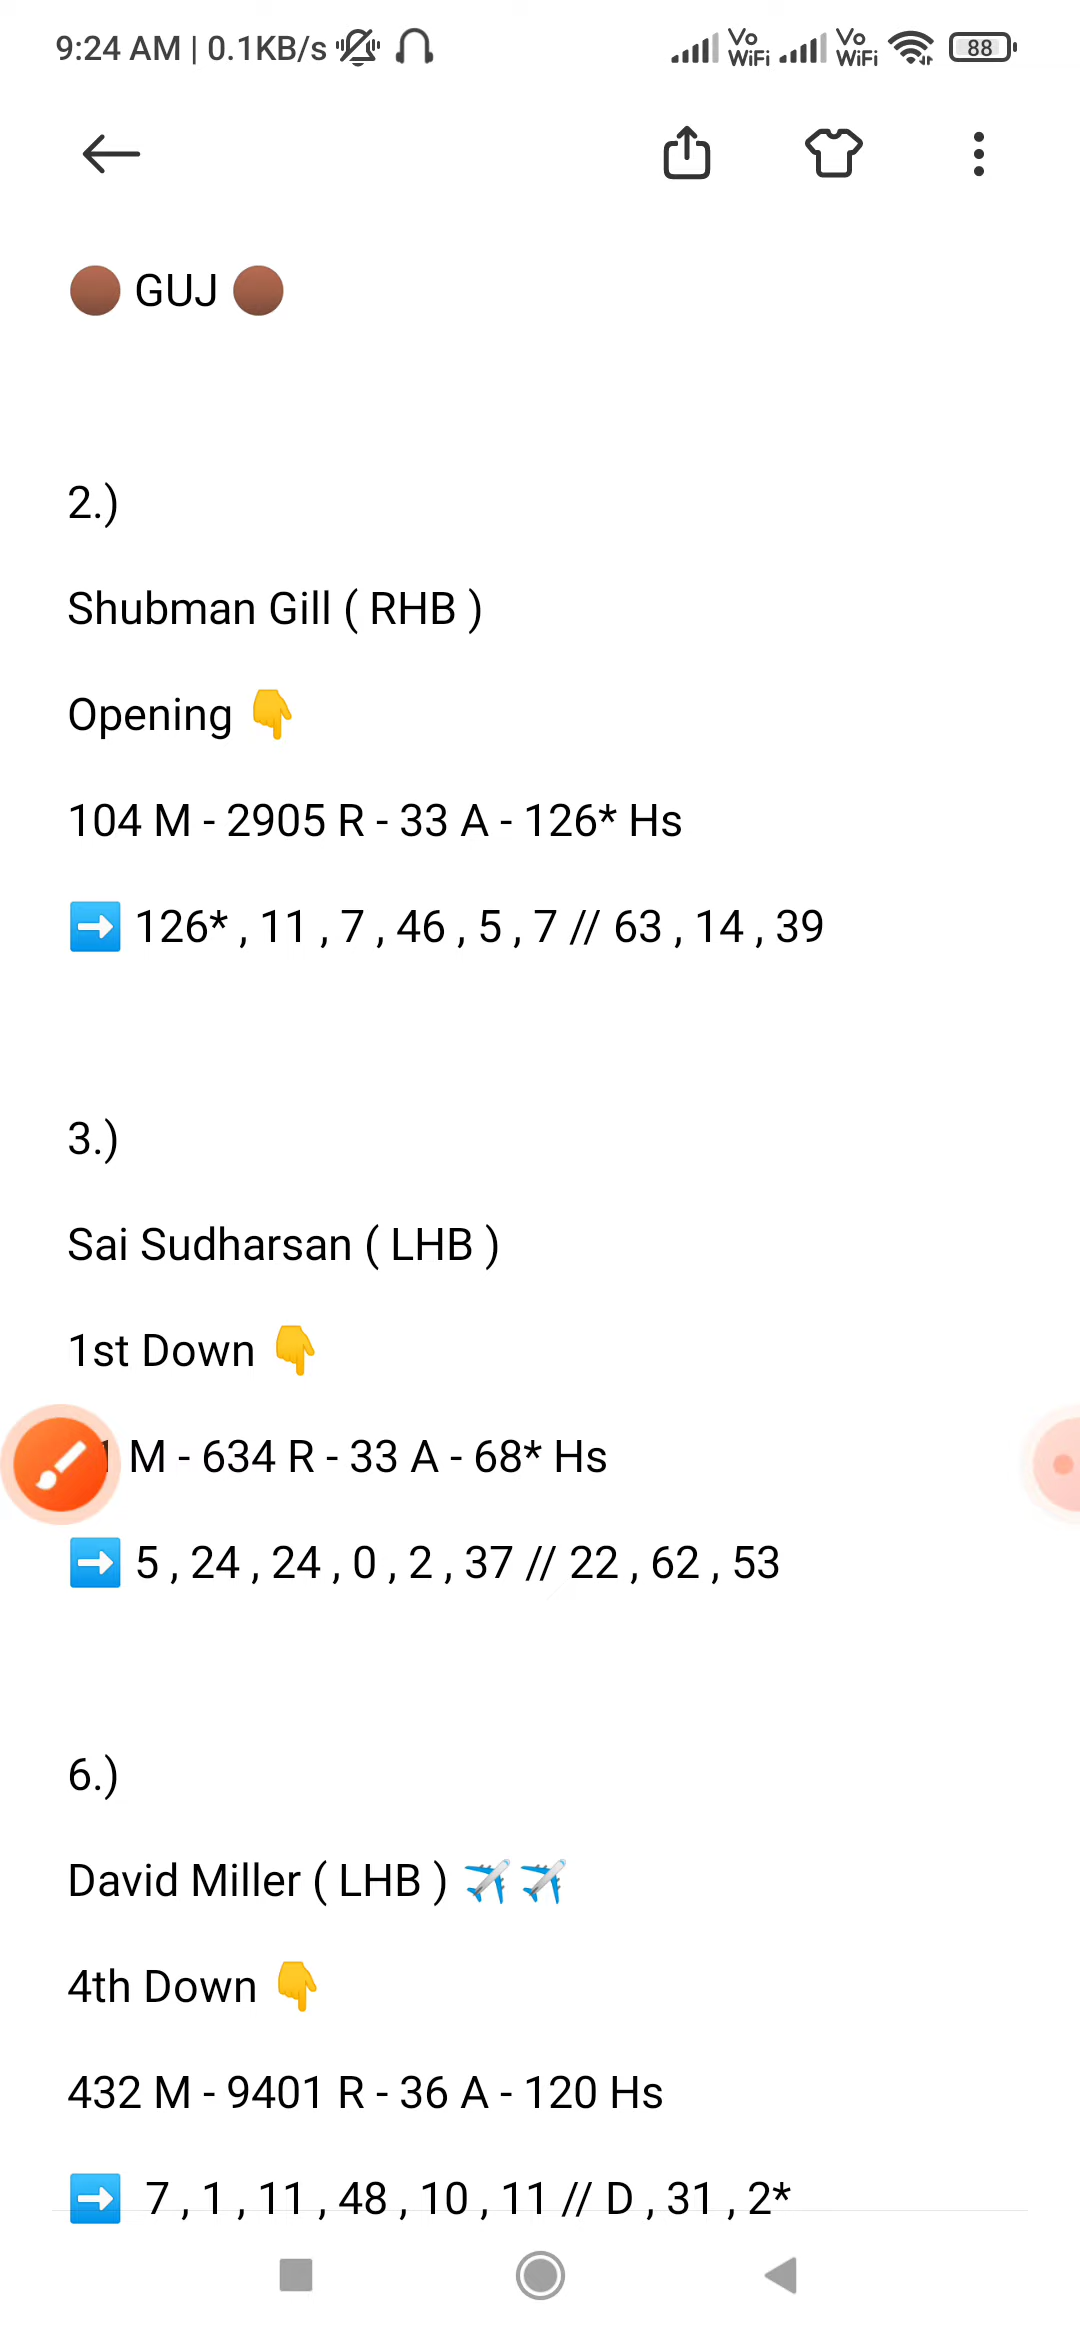 9:24 AM | 0.1KB/s Vo WiFi Vo WiFi 88
GUJ
2.)
Shubman Gill ( RHB )
Opening 👇
104 M - 2905 R - 33 A - 126* Hs
➡️ 126* , 11 , 7 , 46 , 5 , 7 // 63 , 14 , 39
3.)
Sai Sudharsan ( LHB )
1st Down 👇
M - 634 R - 33 A - 68* Hs
➡️ 5 , 24 , 24 , 0 , 2 , 37 // 22 , 62 , 53
6.)
David Miller ( LHB ) ✈️✈️
4th Down 👇
432 M - 9401 R - 36 A - 120 Hs
➡️ 7 , 1 , 11 , 48 , 10 , 11 // D , 31 , 2*